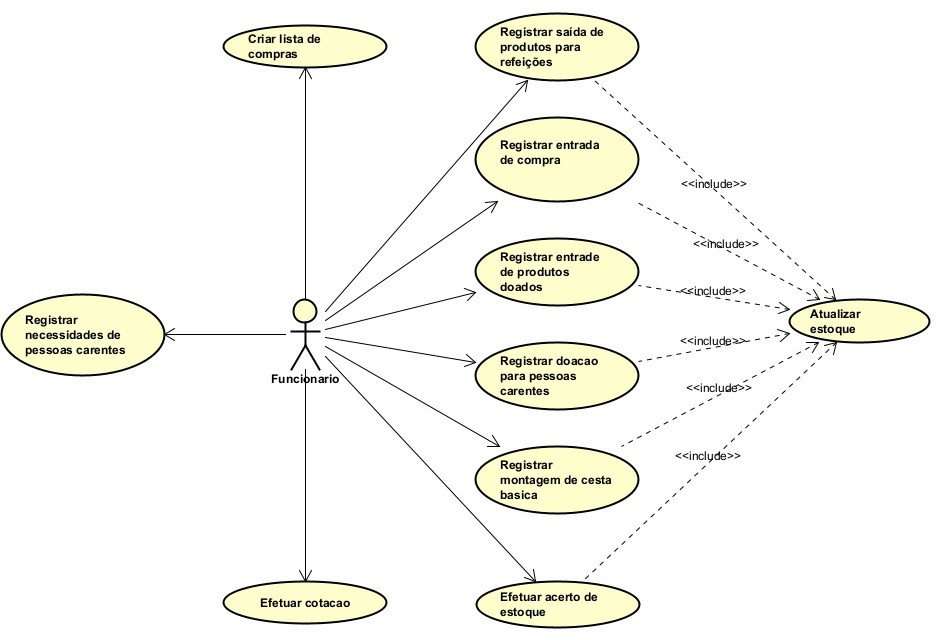 Criar lista de
compras
Registrar saída de
produtos para
refeições
Registrar entrada
de compra
<<include>>
<<include>>
Registrar entrade
de produtos
doados
<<include>>
Registrar
necessidades de
pessoas carentes
Atualizar
estoque
<<include>>
Funcionario
Registrar doacao
para pessoas
carentes
<<include>>
<<include>>
Registrar
montagem de cesta
basica
Efetuar cotacao
Efetuar acerto de
estoque